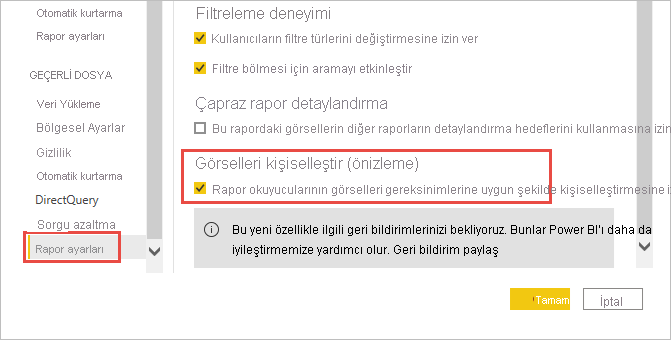 Otomatik kurtarma
Rapor ayarları
GEÇERLİ DOSYA
Veri Yükleme
Bölgesel Ayarlar
Gizlilik
Otomatik kurtarma
DirectQuery
Sorgu azaltma
Rapor ayarları
Filtreleme deneyimi
Kullanıcıların filtre türlerini değiştirmesine izin ver
Filtre bölmesi için aramayı etkinleştir
Çapraz rapor detaylandırma
Bu rapordaki görsellerin diğer raporların detaylandırma hedeflerini kullanmasına izin
Görselleri kişiselleştir (önizleme)
Rapor okuyucularının görselleri gereksinimlerine uygun şekilde kişiselleştirmesine i
Bu yeni özellikle ilgili geri bildirimlerinizi bekliyoruz. Bunlar Power BI'ı daha da
iyileştirmemize yardımcı olur. Geri bildirim paylaş
Tamam
İptal